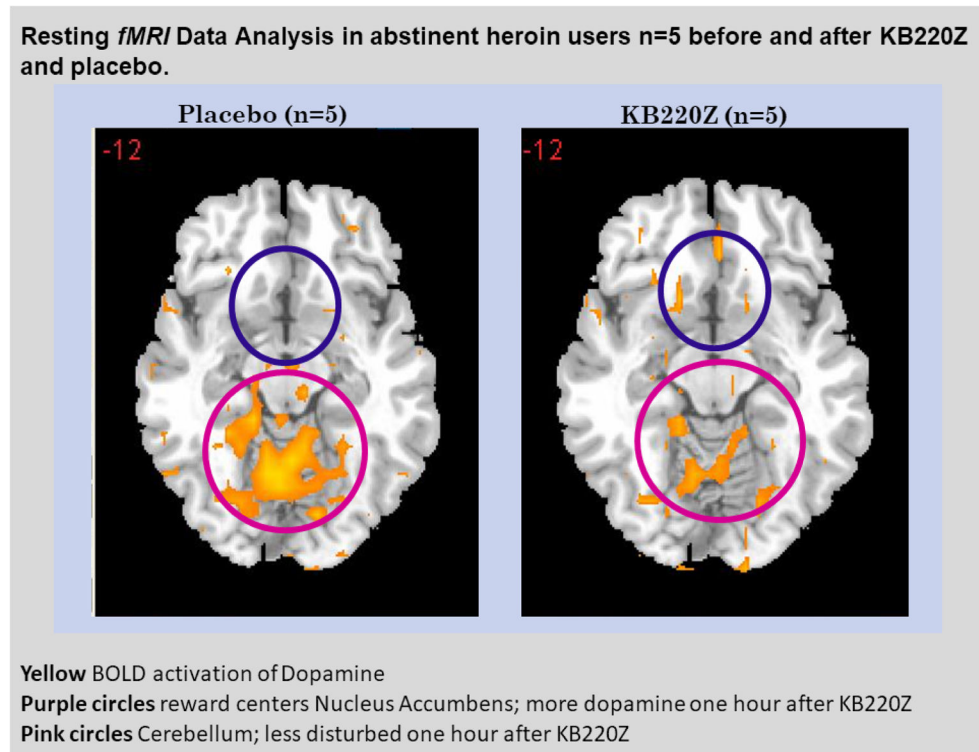 Resting fMRI Data Analysis in abstinent heroin users n=5 before and after KB220Z
and placebo.
Placebo (n=5)
KB220Z (n=5)
-12
-12
Yellow BOLD activation of Dopamine
Purple circles reward centers Nucleus Accumbens; more dopamine one hour after KB220Z
Pink circles Cerebellum; less disturbed one hour after KB220Z